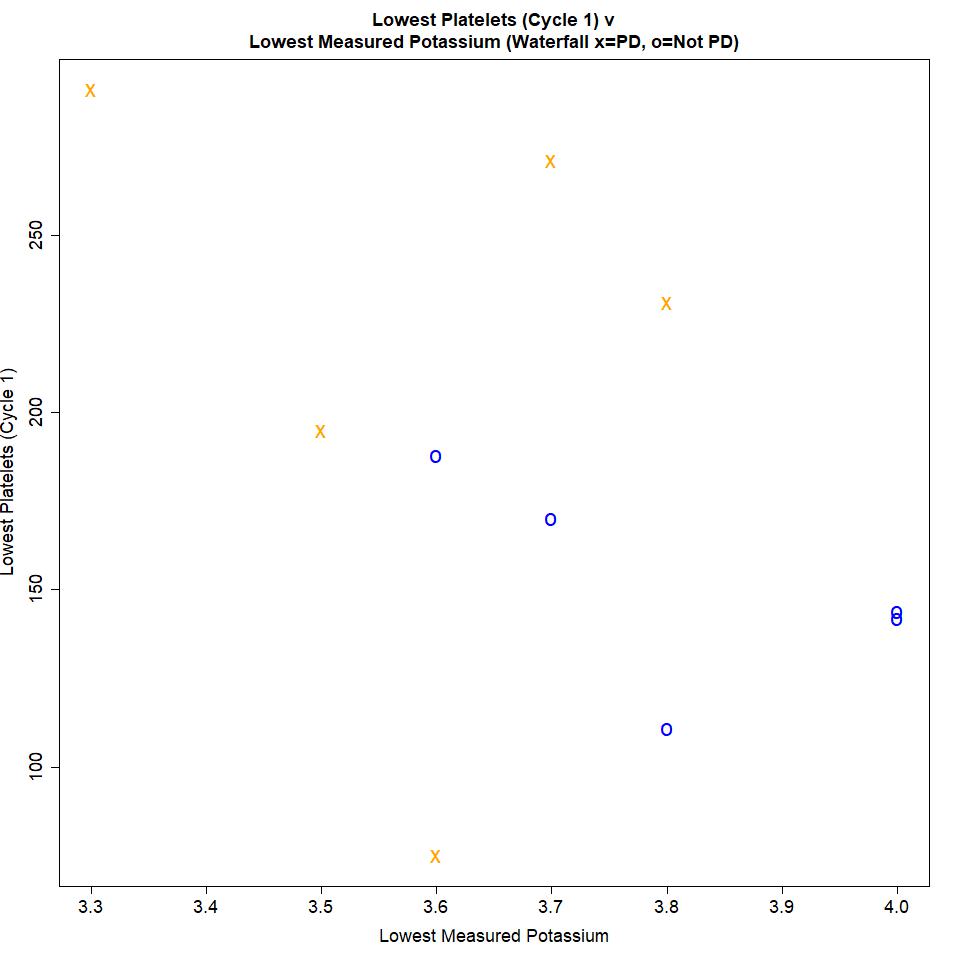 Lowest Platelets (Cycle 1) v
Lowest Measured Potassium (Waterfall x=PD, o=Not PD)
Lowest Platelets (Cycle 1)
250
200
150
100
X
X
X
X
O
O
O
O
O
X
3.3 3.4 3.5 3.6 3.7 3.8 3.9 4.0
Lowest Measured Potassium